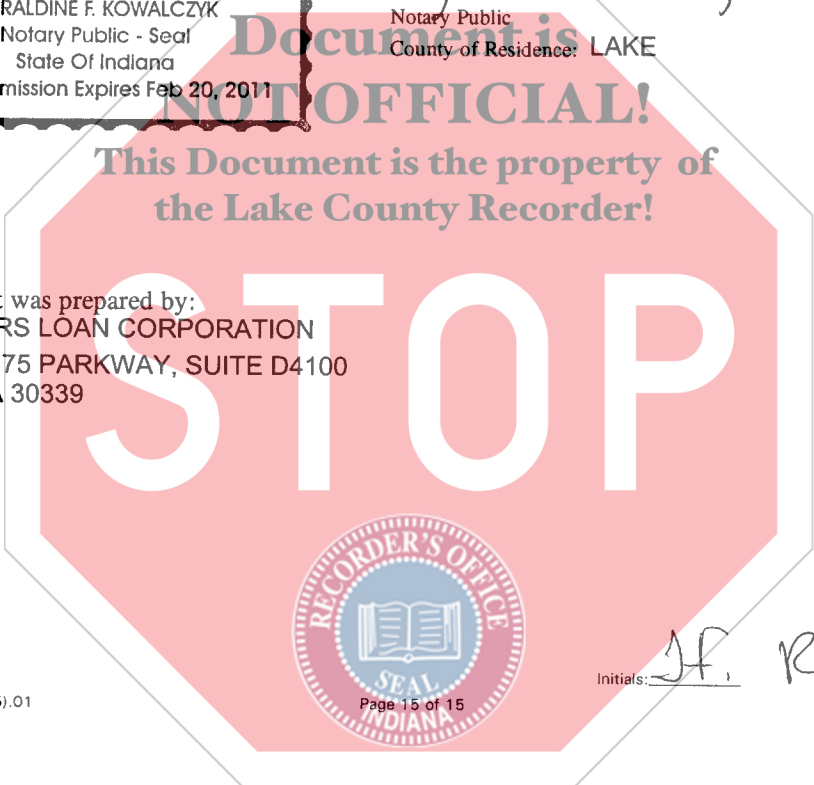 RALDINE F. KOWALCZYK
Notary Public - Seal
State Of Indiana
mission Expires Feb 20, 2011
Notary Public
County of Residence: LAKE
Document is
NOT OFFICIAL!
This Document is the property of
the Lake County Recorder!
t was prepared by:
RS LOAN CORPORATION
75 PARKWAY, SUITE D4100
A 30339
STOP
RECORDER'S OFFICE
SEAL
INDIANA
Initials: J.f. R
).01
Page 15 of 15